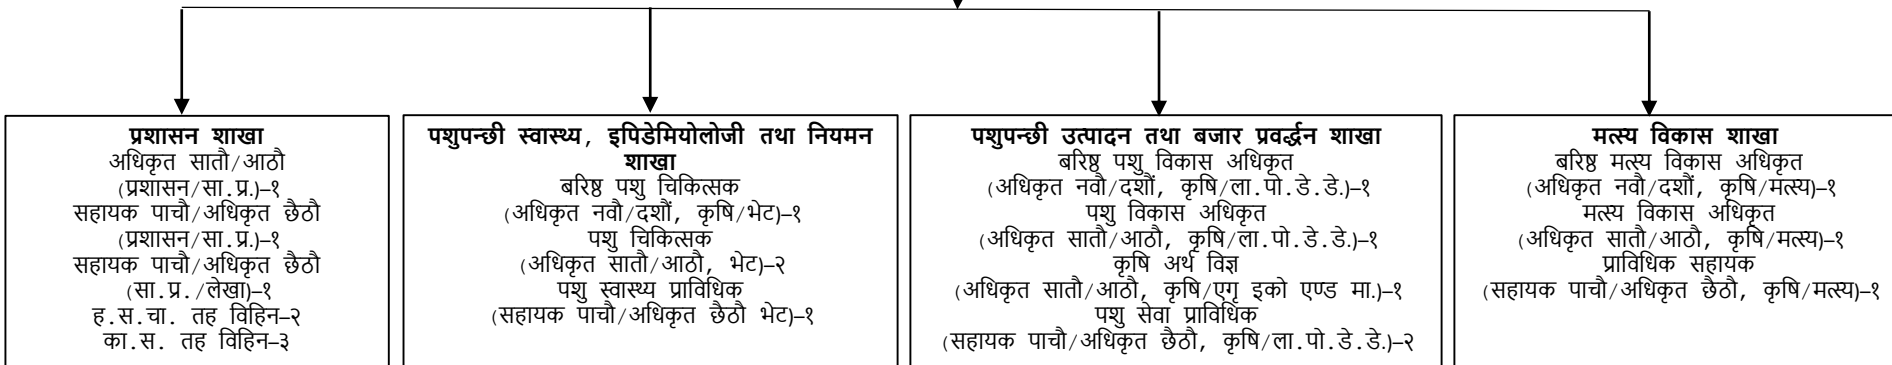 प्रशासन शाखा
अधिकृत सातौ/आठौ
(प्रशासन/सा.प्र.)–१
सहायक पाचौ/अधिकृत छैठौ
(प्रशासन/सा.प्र.)–१
सहायक पाचौ/अधिकृत छैठौ
(सा.प्र./लेखा)–१
ह.स.चा. तह विहिन–२
का.स. तह विहिन–३
पशुपन्छी स्वास्थ्य, इपिडेमियोलोजी तथा नियमन
शाखा
बरिष्ठ पशु चिकित्सक
(अधिकृत नवौ/दशौं, कृषि/भेट)–१
पशु चिकित्सक
(अधिकृत सातौ/आठौ, भेट)–२
पशु स्वास्थ्य प्राविधिक
(सहायक पाचौ/अधिकृत छैठौ भेट)–१
पशुपन्छी उत्पादन तथा बजार प्रवर्द्धन शाखा
बरिष्ठ पशु विकास अधिकृत
(अधिकृत नवौ/दशौं, कृषि/ला.पो.डे.डे.)–१
पशु विकास अधिकृत
(अधिकृत सातौ/आठौ, कृषि/ला.पो.डे.डे.)–१
कृषि अर्थ विज्ञ
(अधिकृत सातौ/आठौ, कृषि/एगृ इको एण्ड मा.)–१
पशु सेवा प्राविधिक
(सहायक पाचौ/अधिकृत छैठौ, कृषि/ला.पो.डे.डे.)–२
मत्स्य विकास शाखा
बरिष्ठ मत्स्य विकास अधिकृत
(अधिकृत नवौ/दशौं, कृषि/मत्स्य)–१
मत्स्य विकास अधिकृत
(अधिकृत सातौ/आठौ, कृषि/मत्स्य)–१
प्राविधिक सहायक
(सहायक पाचौ/अधिकृत छैठौ, कृषि/मत्स्य)–१